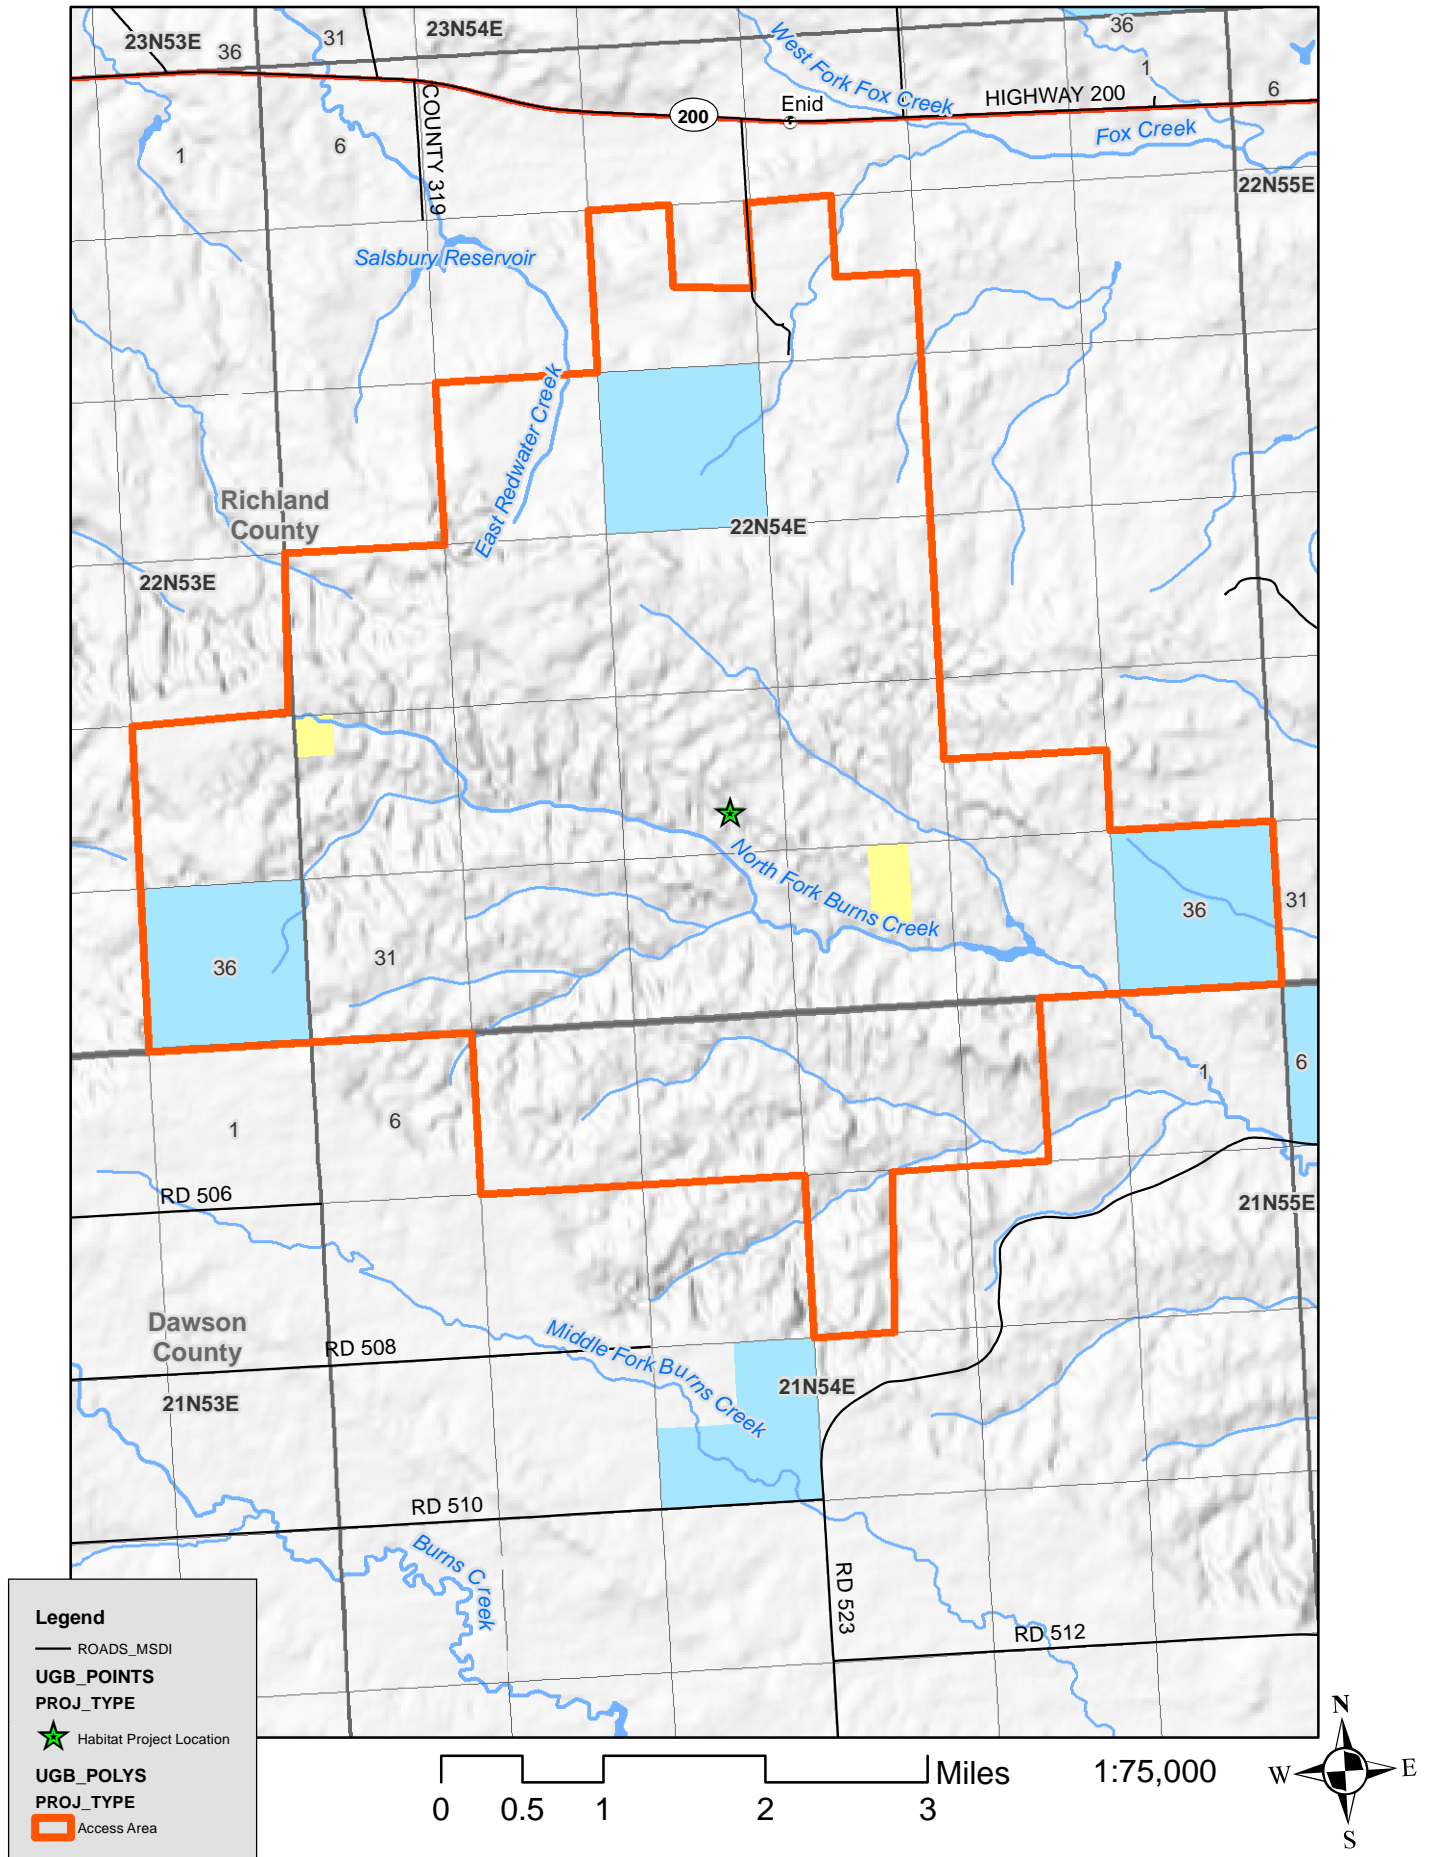 23N53E
36
31
23N54E
36
West Fork Fox Creek
1
6
COUNTY 319
200
Enid
HIGHWAY 200
Fox Creek
1
6
22N55E
Salsbury Reservoir
East Redwater Creek
Richland
County
22N54E
22N53E
North Fork Burns Creek
36
31
36
31
1
6
1
6
RD 506
21N55E
Dawson
County
RD 508
Middle Fork Burns Creek
21N54E
21N53E
RD 510
Burns Creek
RD 523
RD 512
Legend
ROADS_MSDI
UGB_POINTS
PROJ_TYPE
Habitat Project Location
UGB_POLYS
PROJ_TYPE
Access Area
0 0.5 1 2 3
Miles
1:75,000
N
W
E
S